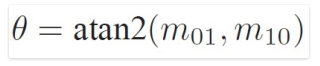 θ = atan2(m₀₁, m₁₀)